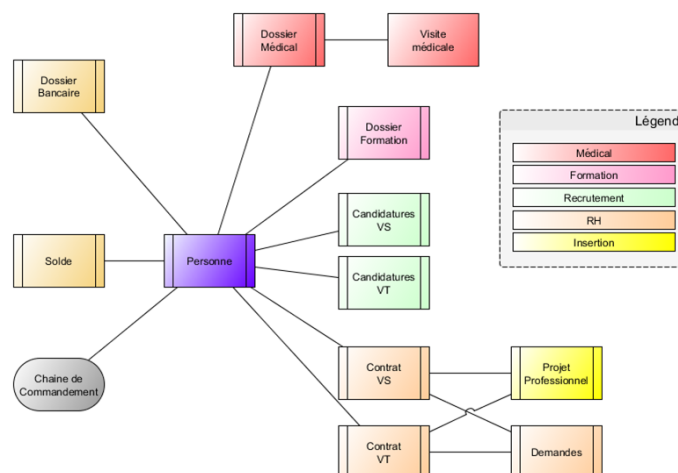 Dossier
Médical
Visite
médicale
Dossier
Bancaire
Dossier
Formation
Légend
Médical
Formation
Recrutement
RH
Insertion
Candidatures
VS
Solde
Personne
Candidatures
VT
Chaine de
Commandement
Contrat
VS
Projet
Professionnel
Contrat
VT
Demandes